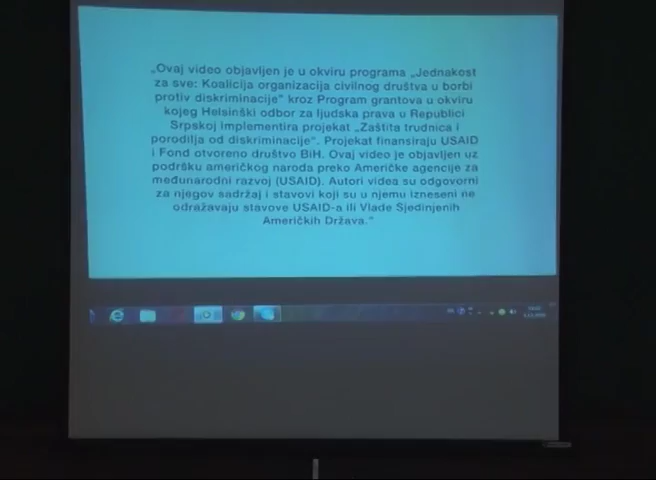 „Ovaj video objavljen je u okviru programa „Jednakost
za sve: Koalicija organizacija civilnog društva u borbi
protiv diskriminacije" kroz Program grantova u okviru
kojeg Helsinški odbor za ljudska prava u Republici
Srpskoj implementira projekat „Zaštita trudnica i
porodilja od diskriminacije". Projekat finansiraju USAID
i Fond otvoreno društvo BiH. Ovaj video je objavljen uz
podršku američkog naroda preko Američke agencije za
međunarodni razvoj (USAID). Autori videa su odgovorni
za njegov sadržaj i stavovi koji su u njemu izneseni ne
odražavaju stavove USAID-a ili Vlade Sjedinjenih
Američkih Država."